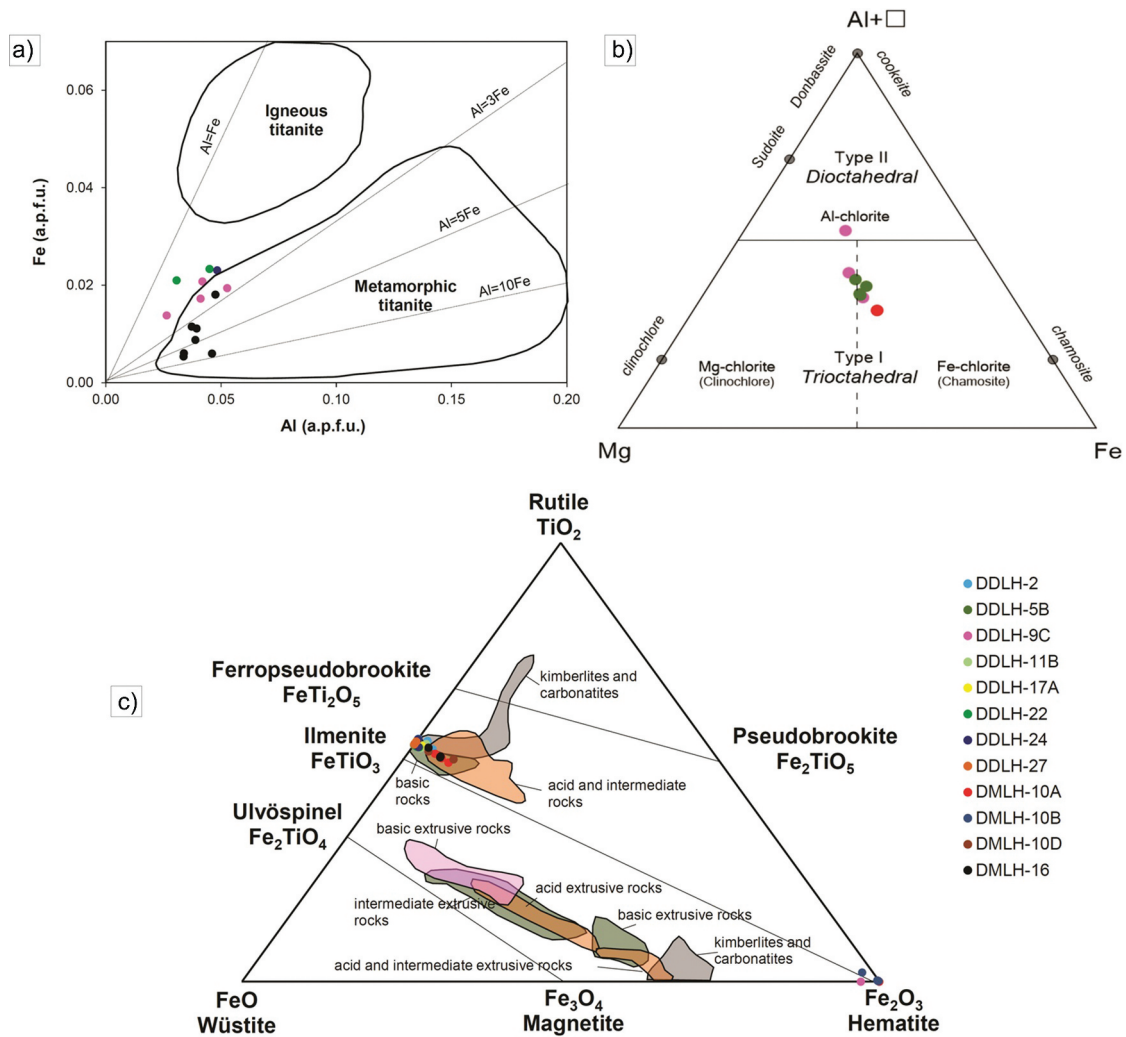 a)
0.06
0.04
0.02
0.00
Fe (a.p.f.u.)
0.00
0.05
0.10
0.15
0.20
Al (a.p.f.u.)
Igneous
titanite
Al=Fe
Al=3Fe
Al=5Fe
Al=10Fe
Metamorphic
titanite
b)
Al+□
Donbassite
cookeite
Sudoite
Type II
Dioctahedral
Al-chlorite
clinochlore
chamosite
Mg-chlorite
(Clinochlore)
Type I
Trioctahedral
Fe-chlorite
(Chamosite)
Mg
Fe
c)
Rutile
TiO₂
Ferropseudobrookite
FeTi₂O₅
Ilmenite
FeTiO₃
Ulvöspinel
Fe₂TiO₄
Pseudobrookite
Fe₂TiO₅
kimberlites and
carbonatites
basic
rocks
acid and intermediate
rocks
basic extrusive rocks
acid extrusive rocks
intermediate extrusive
rocks
basic extrusive rocks
kimberlites and
carbonatites
acid and intermediate extrusive rocks
FeO
Wüstite
Fe₃O₄
Magnetite
Fe₂O₃
Hematite
DDLH-2
DDLH-5B
DDLH-9C
DDLH-11B
DDLH-17A
DDLH-22
DDLH-24
DDLH-27
DMLH-10A
DMLH-10B
DMLH-10D
DMLH-16